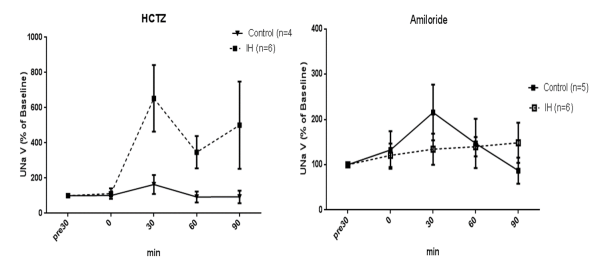 HCTZ
Control (n=4
IH (n=6)
UNa V (% of Baseline)
1000
800
600
400
200
0
pre30
0
30
60
90
min
Amiloride
Control (n=5)
IH (n=6)
UNa V (% of Baseline)
400
300
200
100
0
pre30
0
30
60
90
min